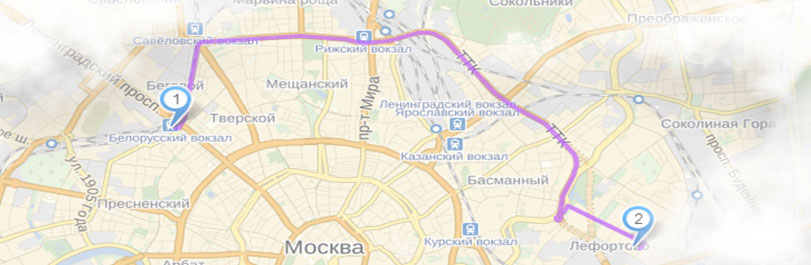 Марьина роща
Сокольники
Преображенское
Савёловский вокзал
Рижский вокзал
ТТК
Ленинградский просп.
Беговой
Мещанский
пр-т Мира
1
Тверской
Ленинградский вокзал
Ярославский вокзал
ТТК
Соколиная Гора
Белорусский вокзал
Казанский вокзал
просп. Буденно
ул. 1905 года
Басманный
Пресненский
2
Москва
Курский вокзал
Лефортово
Арбат